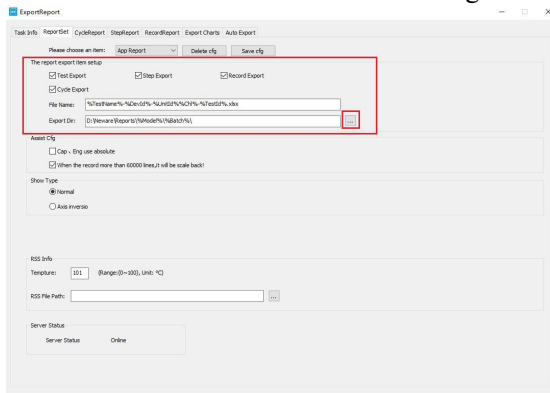 ExportReport
Task Info ReportSet CycleReport StepReport RecordReport Export Charts Auto Export
Please choose an item: App Report Delete cfg Save cfg
The report export item setup
Test Export Step Export Record Export
Cycle Export
File Name: %TestName%-%DevId%-%UnitId%%Chl%-%TestId%.xlsx
Export Dir: D:\Neware\Reports\%Model%\%Batch%\ ...
Assist Cfg
Cap、Eng use absolute
When the record more than 60000 lines,it will be scale back!
Show Type
Normal
Axis inversio
RSS Info
Tempture: 101 (Range:(0~100), Unit: °C)
RSS File Path: ...
Server Status
Server Status Online